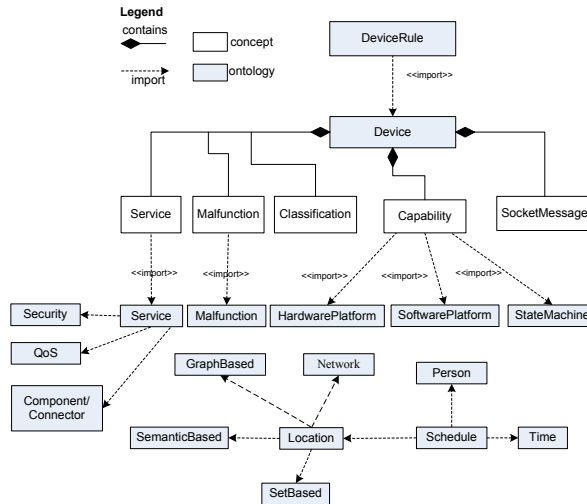 Legend
contains
concept
import
ontology
DeviceRule
<<import>>
Device
Service
Malfunction
Classification
Capability
SocketMessage
<<import>>
<<import>>
<<import>>
<<import>>
<<import>>
Security
Service
Malfunction
HardwarePlatform
SoftwarePlatform
StateMachine
QoS
GraphBased
Network
Person
Component/
Connector
SemanticBased
Location
Schedule
Time
SetBased